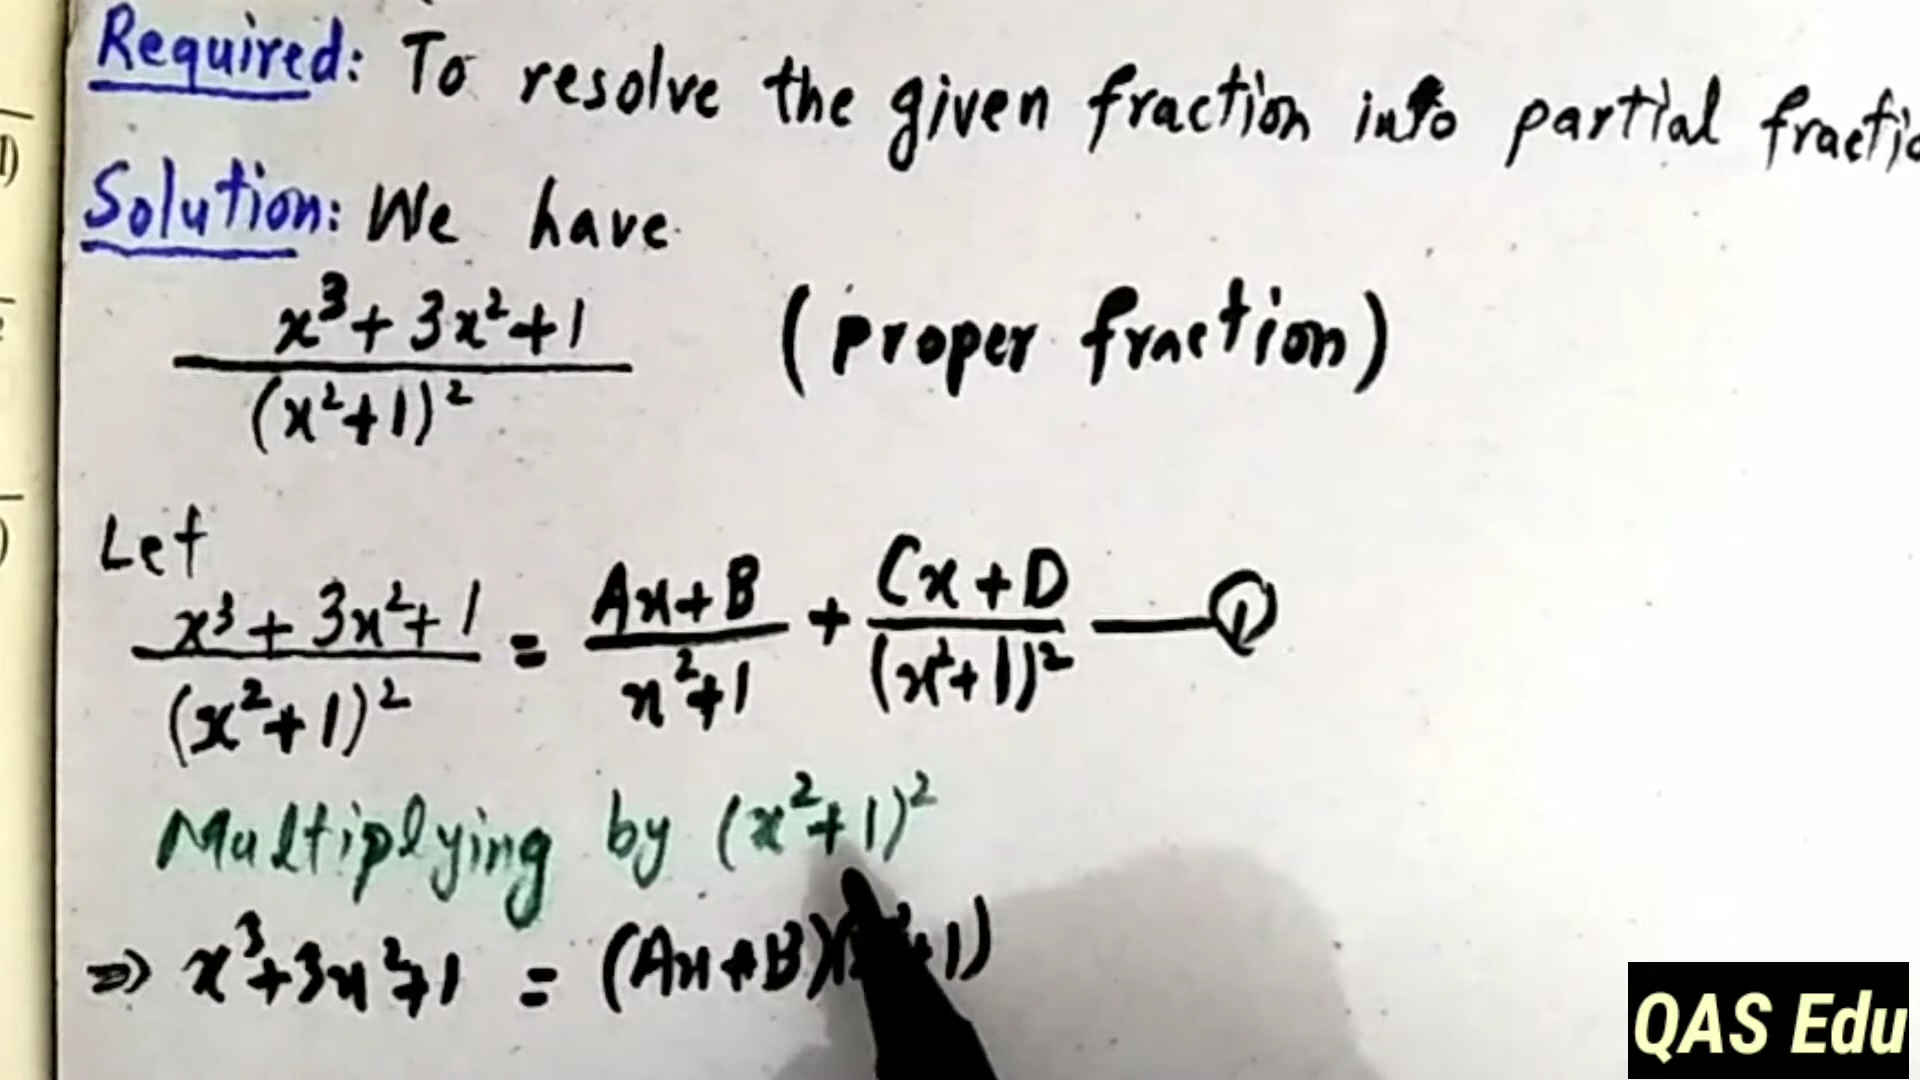 Required: To resolve the given fraction into partial
Solution: We have
x³ + 3x² + 1 (Proper fraction)
(x² + 1)²
Let
x³ + 3x² + 1 = Ax + B + Cx + D — ①
(x² + 1)² x² + 1 (x² + 1)²
Multiplying by (x² + 1)²
⇒ x³ + 3x² + 1 = (Ax + B)(x² + 1)
QAS Edu